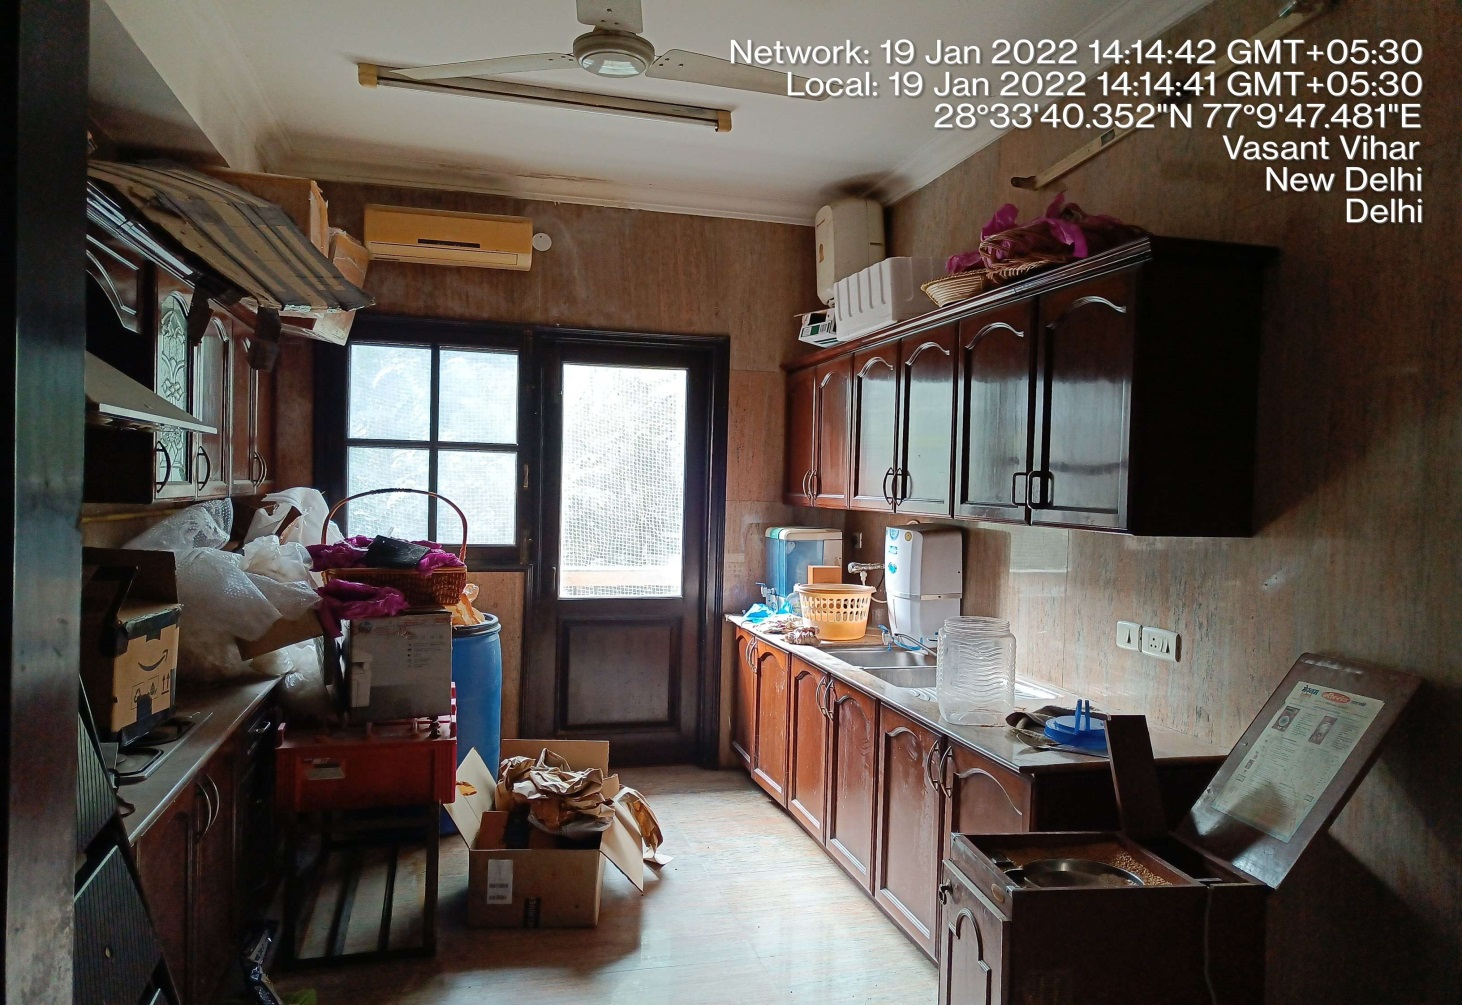 Network: 19 Jan 2022 14:14:42 GMT+05:30
Local: 19 Jan 2022 14:14:41 GMT+05:30
28°33'40.352"N 77°9'47.481"E
Vasant Vihar
New Delhi
Delhi